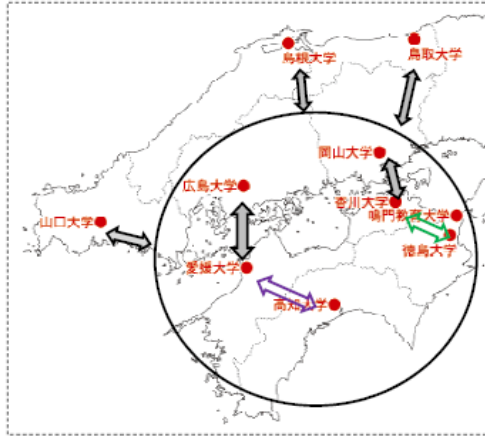 島根大学
鳥取大学
岡山大学
広島大学
香川大学
鳴門教育大学
山口大学
徳島大学
愛媛大学
高知大学